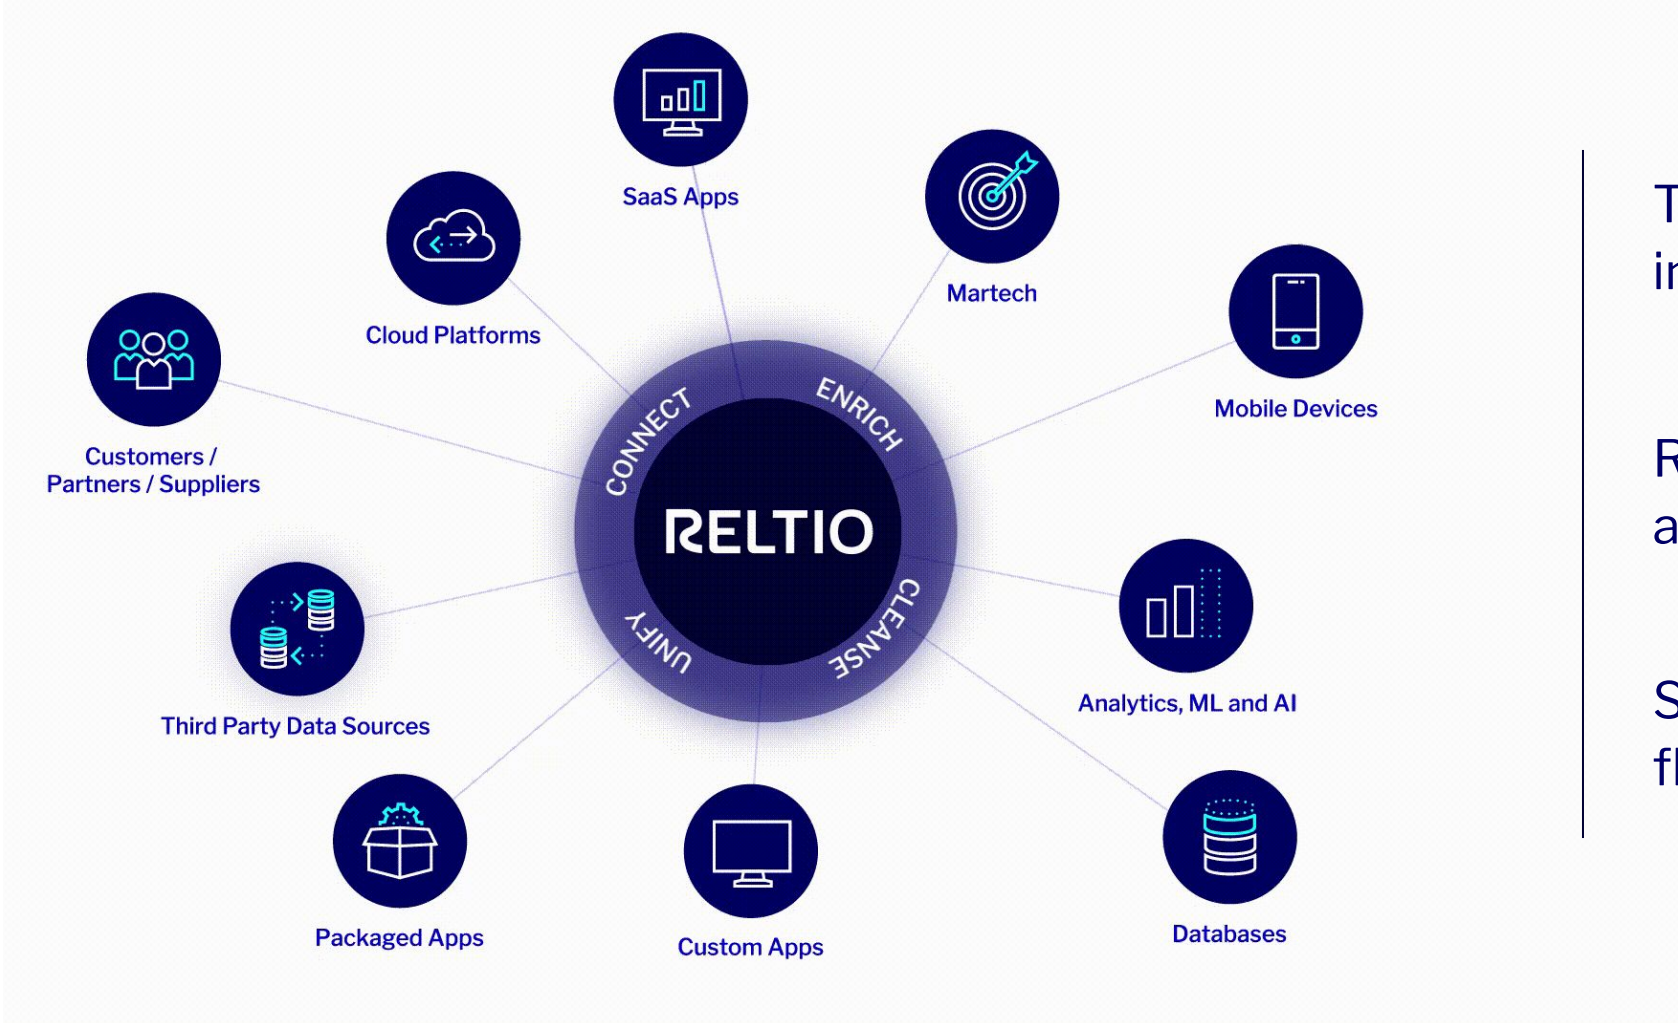 SaaS Apps
Martech
Cloud Platforms
Mobile Devices
Customers /
Partners / Suppliers
CONNECT
ENRICH
RELTIO
UNIFY
CLEANSE
Third Party Data Sources
Analytics, ML and AI
Packaged Apps
Custom Apps
Databases